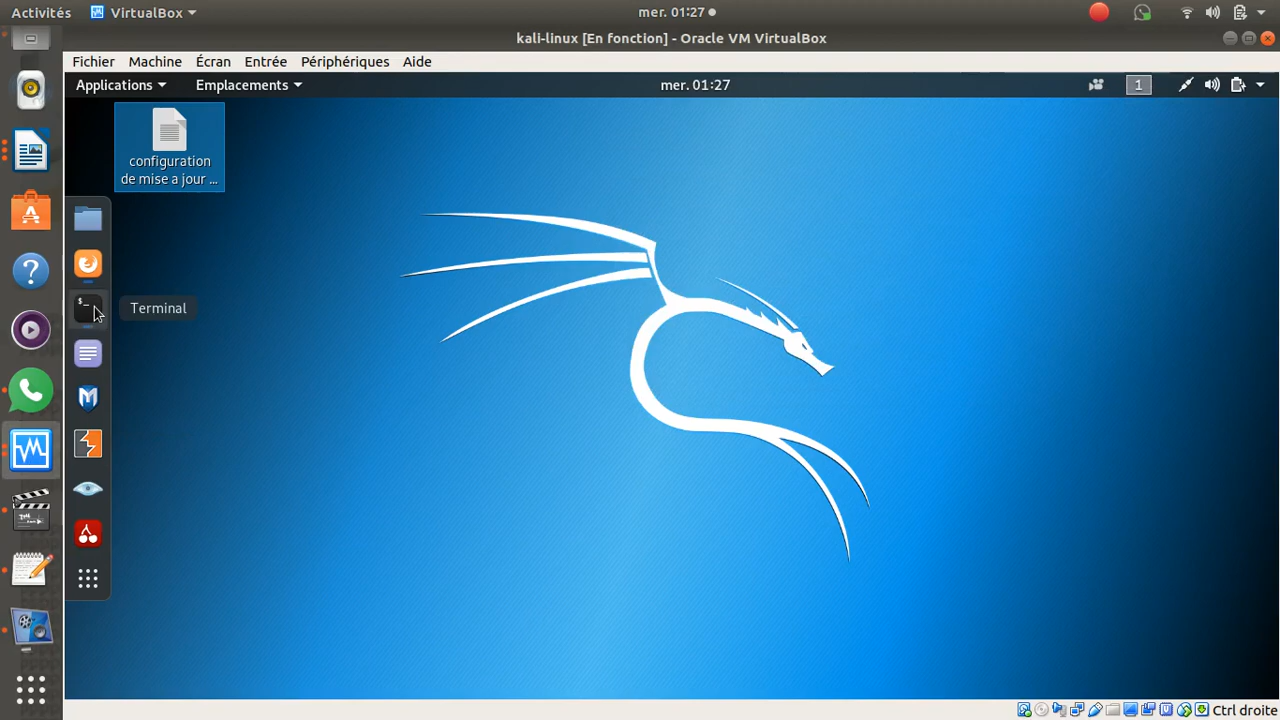 Activités
VirtualBox
mer. 01:27
kali-linux [En fonction] - Oracle VM VirtualBox
Fichier Machine Écran Entrée Périphériques Aide
Applications Emplacements mer. 01:27 1
configuration
de mise a jour ...
$_
Terminal
Ctrl droite